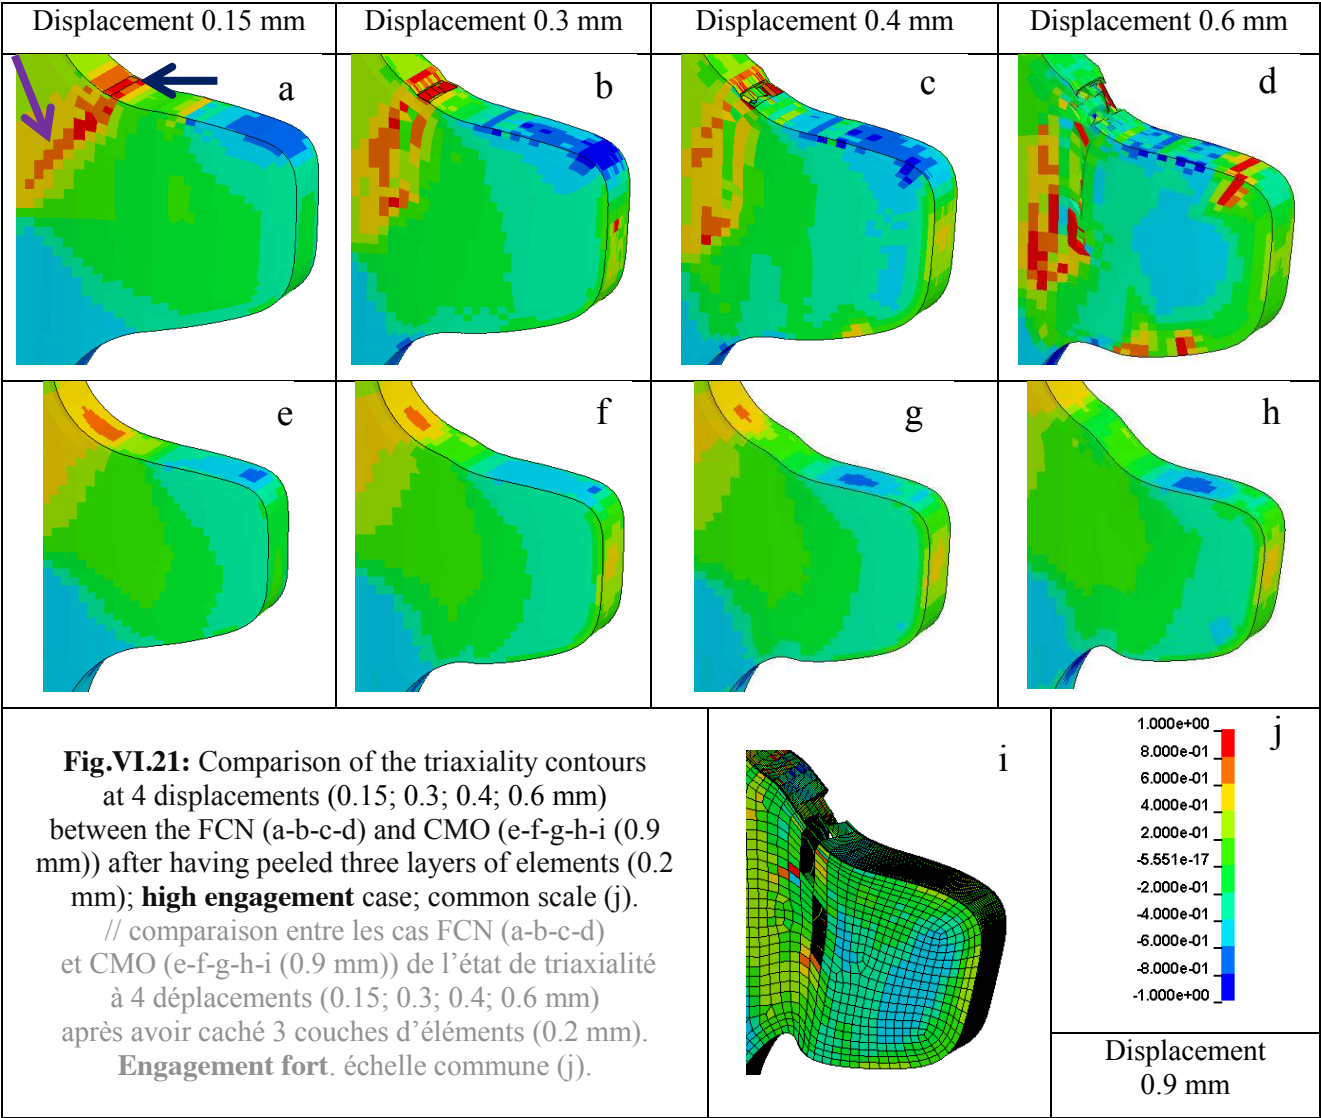 Displacement 0.15 mm
Displacement 0.3 mm
Displacement 0.4 mm
Displacement 0.6 mm
a
b
c
d
e
f
g
h
Fig.VI.21: Comparison of the triaxiality contours
at 4 displacements (0.15; 0.3; 0.4; 0.6 mm)
between the FCN (a-b-c-d) and CMO (e-f-g-h-i (0.9
mm)) after having peeled three layers of elements (0.2
mm); high engagement case; common scale (j).
// comparaison entre les cas FCN (a-b-c-d)
et CMO (e-f-g-h-i (0.9 mm)) de l’état de triaxialité
à 4 déplacements (0.15; 0.3; 0.4; 0.6 mm)
après avoir caché 3 couches d’éléments (0.2 mm).
Engagement fort. échelle commune (j).
i
j
1.000e+00
8.000e-01
6.000e-01
4.000e-01
2.000e-01
-5.551e-17
-2.000e-01
-4.000e-01
-6.000e-01
-8.000e-01
-1.000e+00
Displacement
0.9 mm